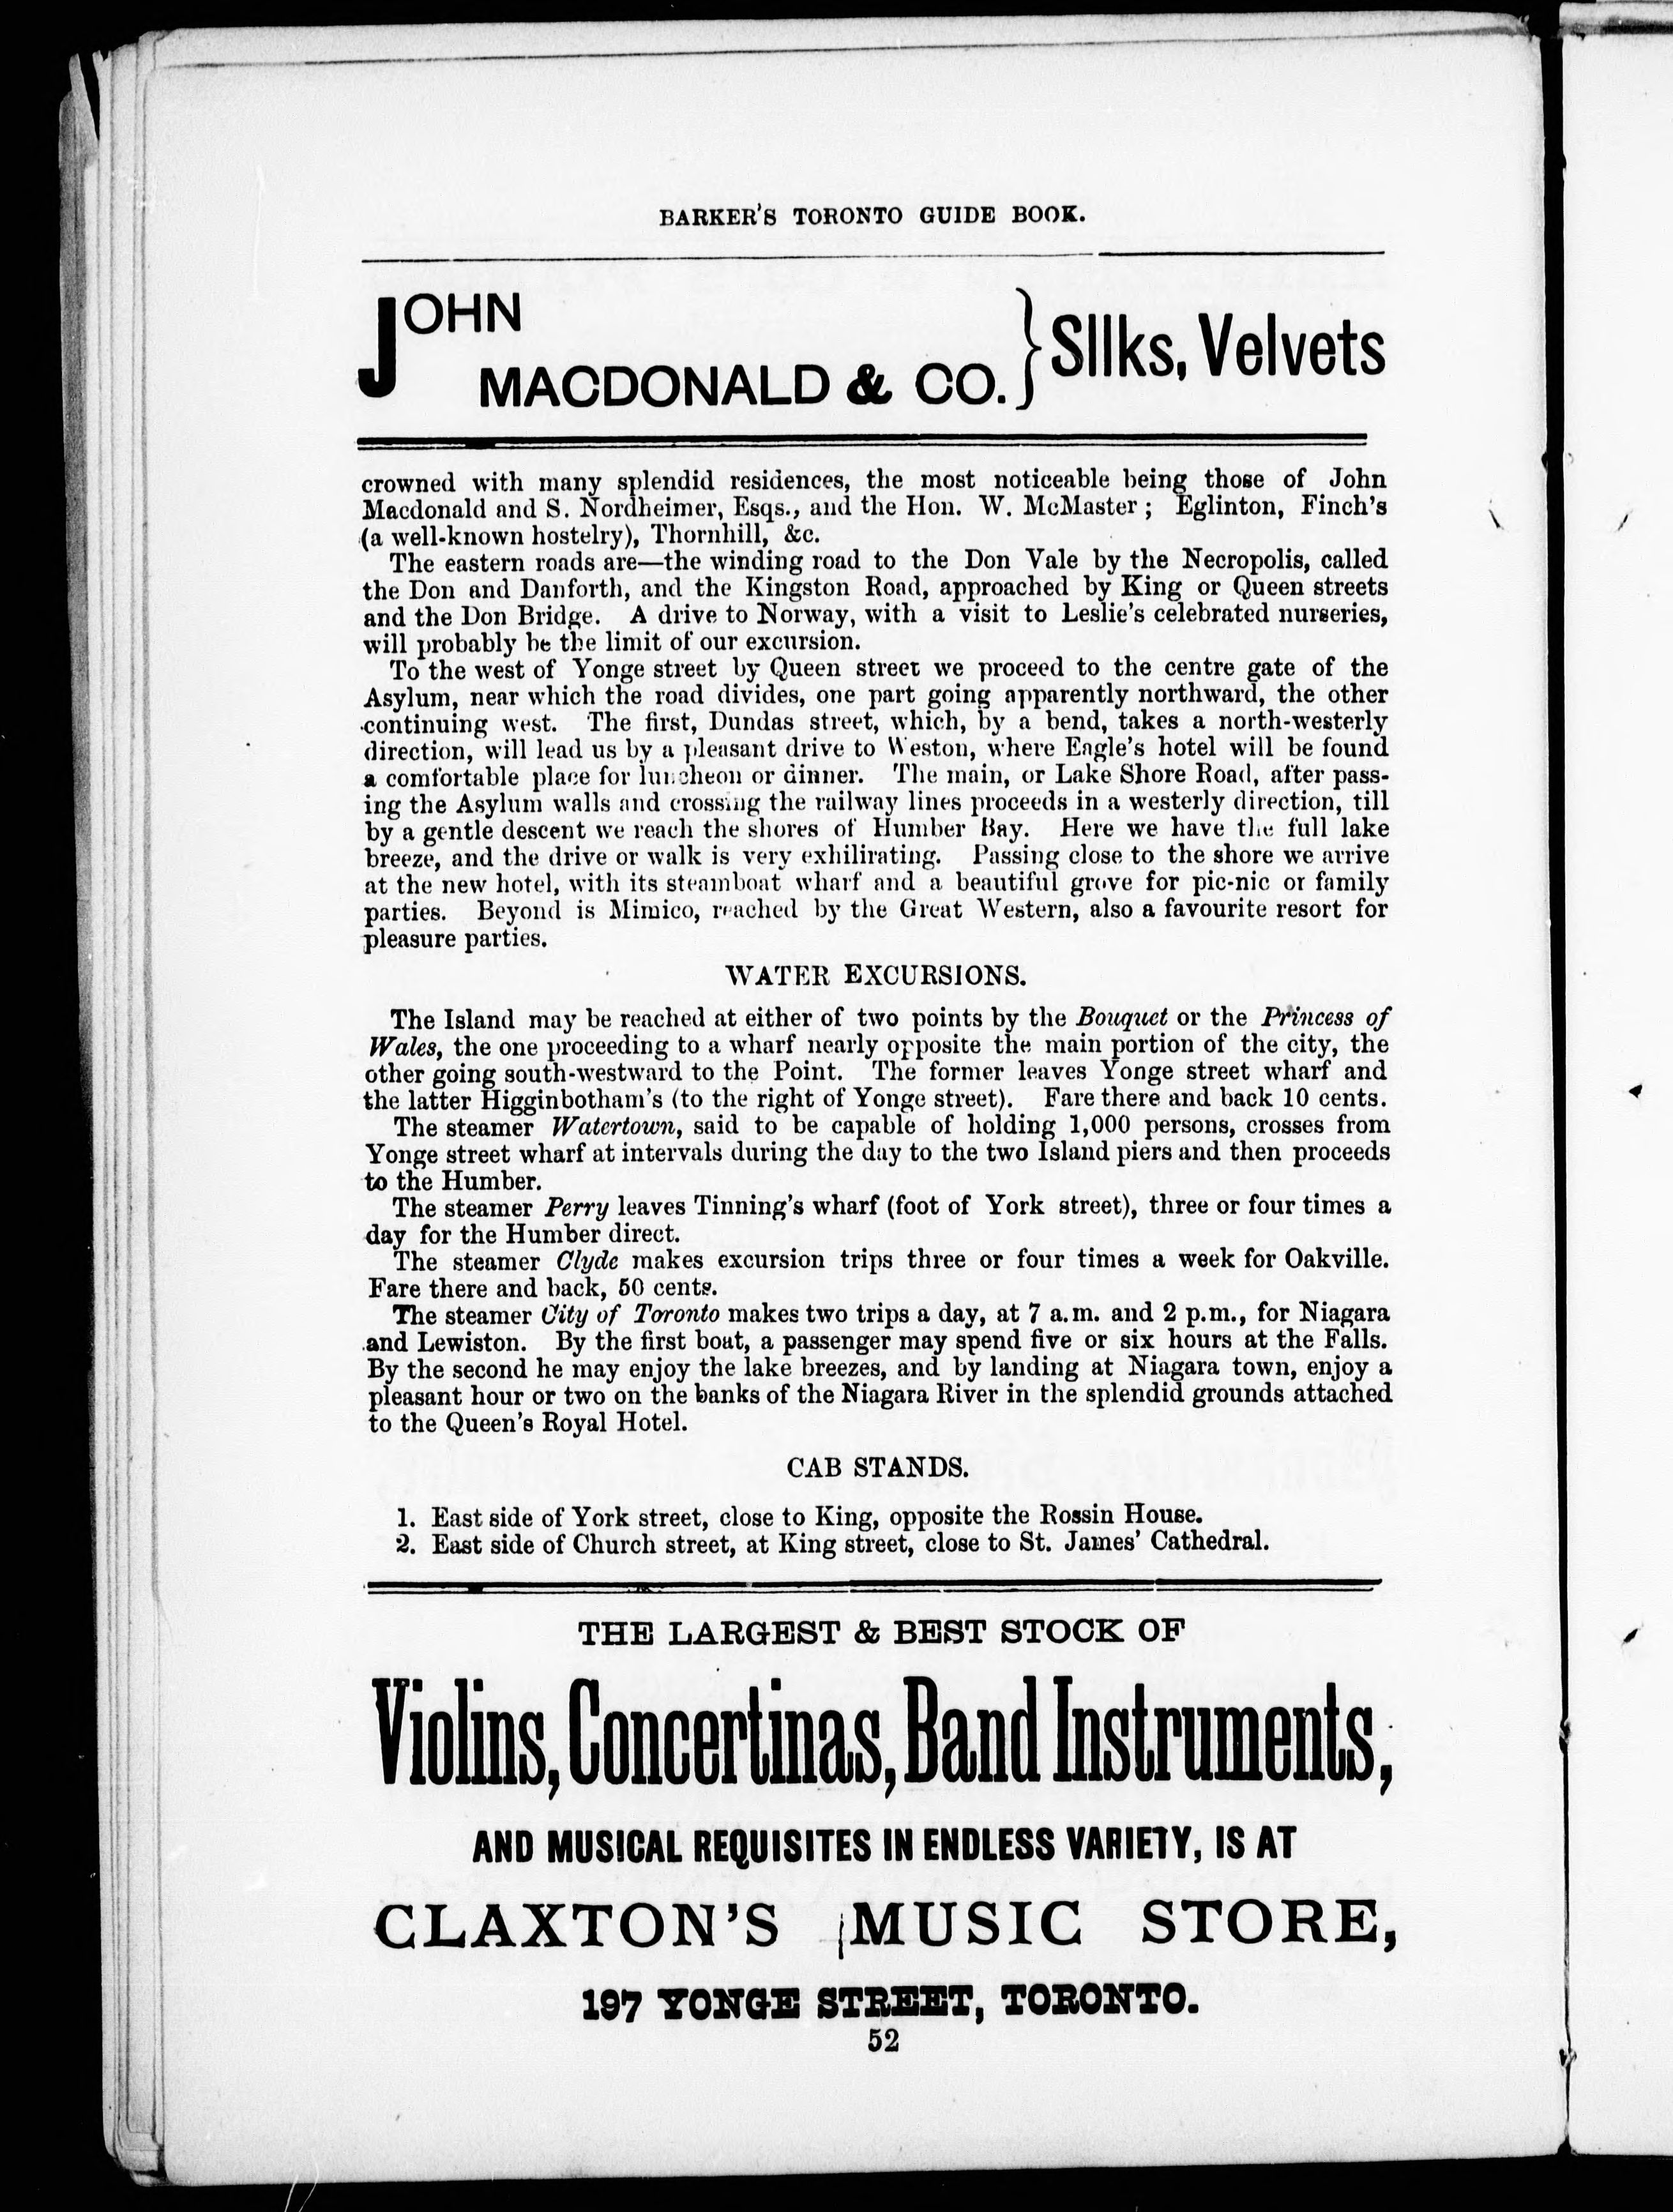 BARKER'S TORONTO GUIDE BOOK.
JOHN
MACDONALD & CO. } SIlks, Velvets
crowned with many splendid residences, the most noticeable being those of John
Macdonald and S. Nordheimer, Esqs., and the Hon. W. McMaster ; Eglinton, Finch's
(a well-known hostelry), Thornhill, &c.
The eastern roads are—the winding road to the Don Vale by the Necropolis, called
the Don and Danforth, and the Kingston Road, approached by King or Queen streets
and the Don Bridge. A drive to Norway, with a visit to Leslie's celebrated nurseries,
will probably be the limit of our excursion.
To the west of Yonge street by Queen street we proceed to the centre gate of the
Asylum, near which the road divides, one part going apparently northward, the other
continuing west. The first, Dundas street, which, by a bend, takes a north-westerly
direction, will lead us by a pleasant drive to Weston, where Eagle's hotel will be found
a comfortable place for luncheon or dinner. The main, or Lake Shore Road, after pass-
ing the Asylum walls and crossing the railway lines proceeds in a westerly direction, till
by a gentle descent we reach the shores of Humber Bay. Here we have the full lake
breeze, and the drive or walk is very exhilirating. Passing close to the shore we arrive
at the new hotel, with its steamboat wharf and a beautiful grove for pic-nic or family
parties. Beyond is Mimico, reached by the Great Western, also a favourite resort for
pleasure parties.
WATER EXCURSIONS.
The Island may be reached at either of two points by the Bouquet or the Princess of
Wales, the one proceeding to a wharf nearly opposite the main portion of the city, the
other going south-westward to the Point. The former leaves Yonge street wharf and
the latter Higginbotham's (to the right of Yonge street). Fare there and back 10 cents.
The steamer Watertown, said to be capable of holding 1,000 persons, crosses from
Yonge street wharf at intervals during the day to the two Island piers and then proceeds
to the Humber.
The steamer Perry leaves Tinning's wharf (foot of York street), three or four times a
day for the Humber direct.
The steamer Clyde makes excursion trips three or four times a week for Oakville.
Fare there and back, 50 cents.
The steamer City of Toronto makes two trips a day, at 7 a.m. and 2 p.m., for Niagara
and Lewiston. By the first boat, a passenger may spend five or six hours at the Falls.
By the second he may enjoy the lake breezes, and by landing at Niagara town, enjoy a
pleasant hour or two on the banks of the Niagara River in the splendid grounds attached
to the Queen's Royal Hotel.
CAB STANDS.
1. East side of York street, close to King, opposite the Rossin House.
2. East side of Church street, at King street, close to St. James' Cathedral.
THE LARGEST & BEST STOCK OF
Violins, Concertinas, Band Instruments,
AND MUSICAL REQUISITES IN ENDLESS VARIETY, IS AT
CLAXTON'S MUSIC STORE,
197 YONGE STREET, TORONTO.
52